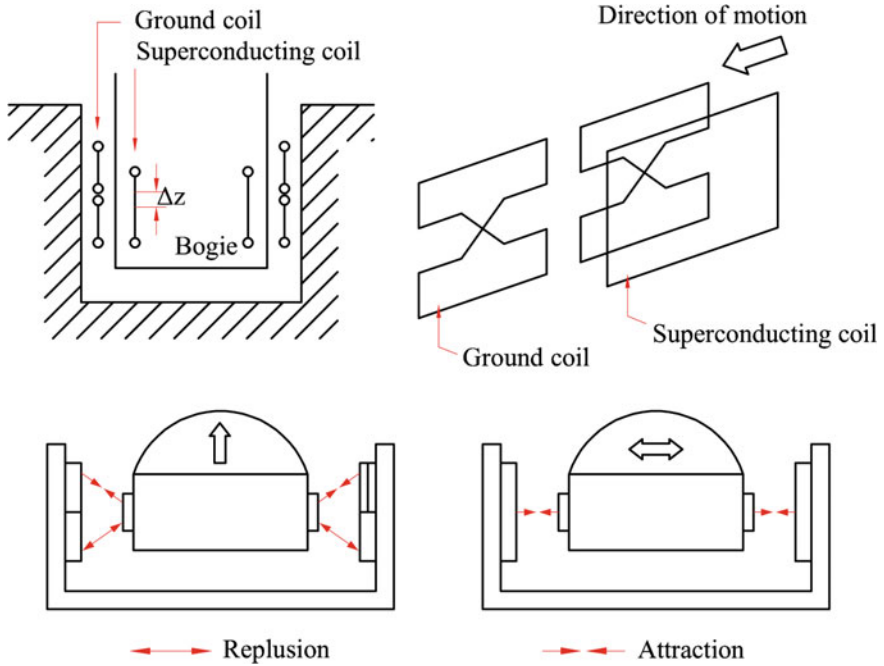 Ground coil
Superconducting coil
Δz
Bogie
Direction of motion
Ground coil
Superconducting coil
Replusion
Attraction